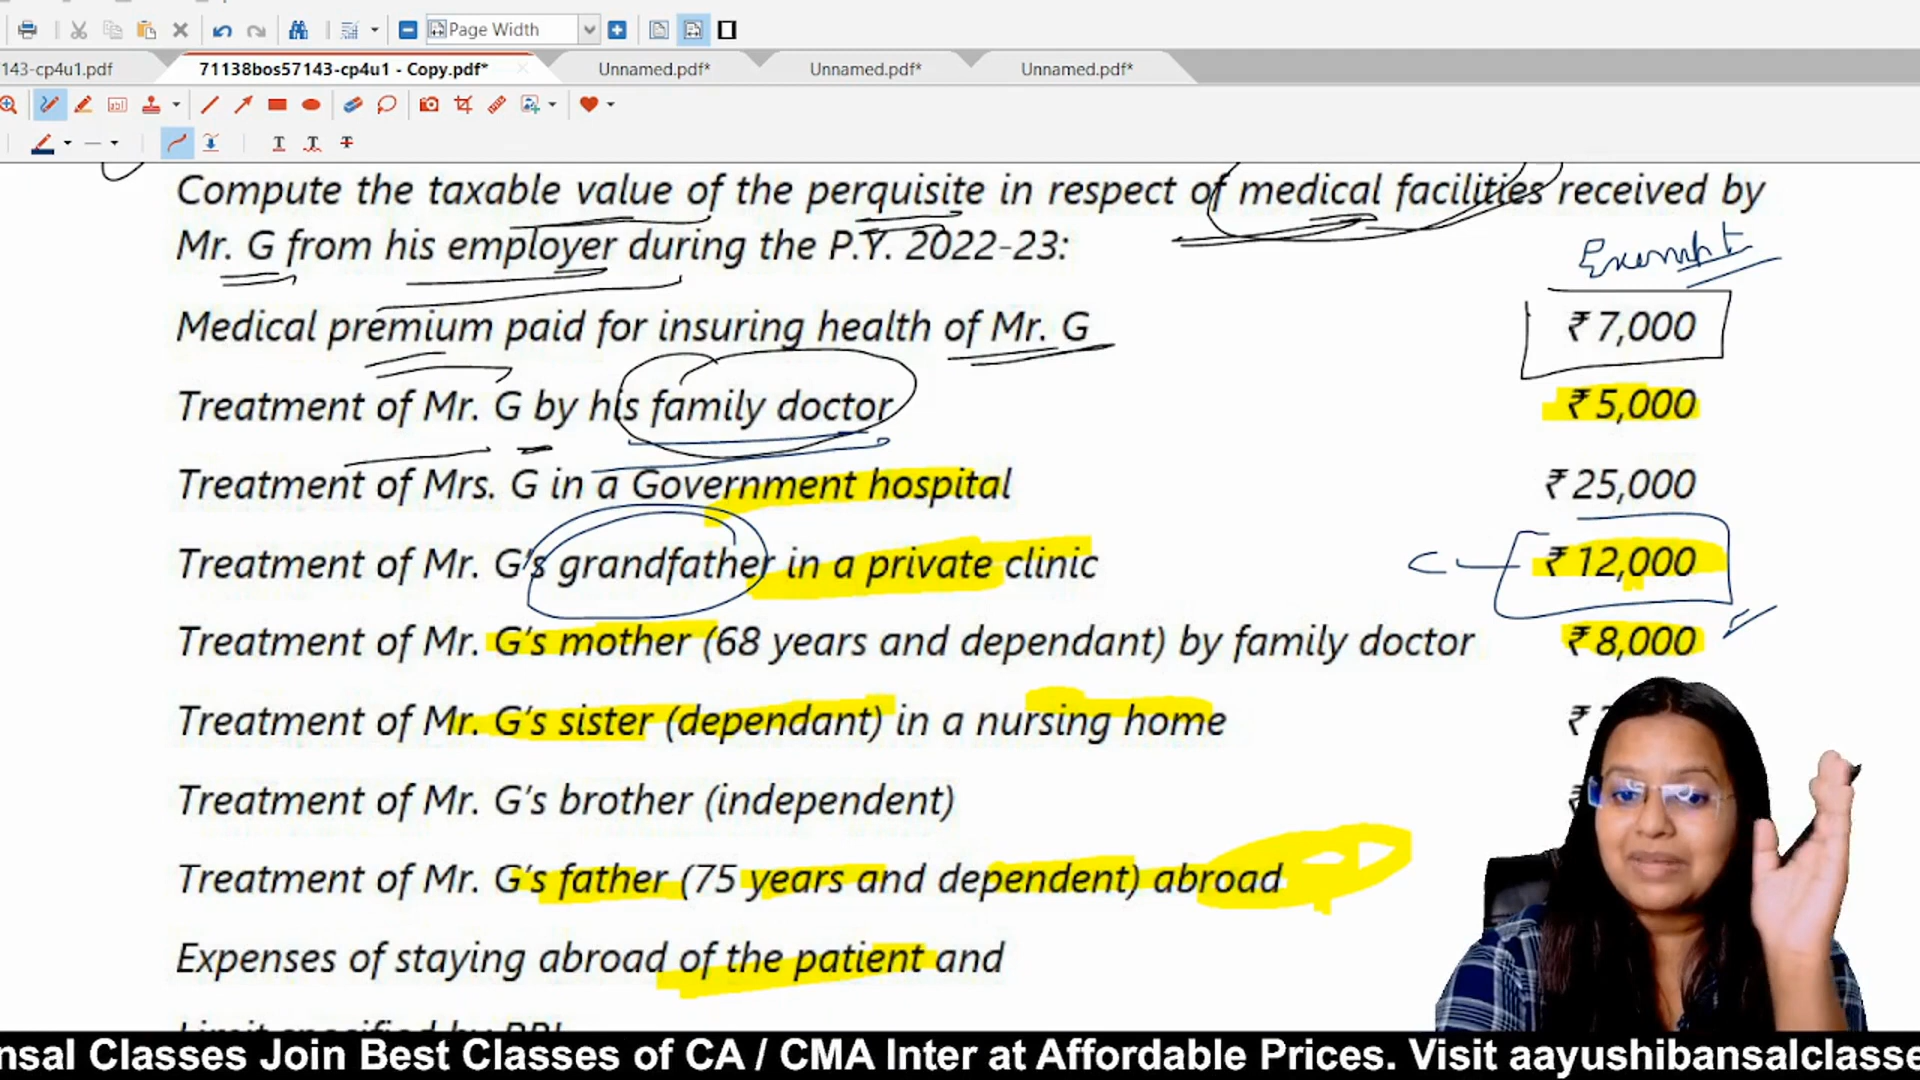 Page Width
143-cp4u1.pdf
71138bos57143-cp4u1 - Copy.pdf*
Unnamed.pdf*
Unnamed.pdf*
Unnamed.pdf*
Compute the taxable value of the perquisite in respect of medical facilities received by
Mr. G from his employer during the P.Y. 2022-23:
Exempt
Medical premium paid for insuring health of Mr. G ₹ 7,000
Treatment of Mr. G by his family doctor ₹ 5,000
Treatment of Mrs. G in a Government hospital ₹ 25,000
Treatment of Mr. G's grandfather in a private clinic ₹ 12,000
Treatment of Mr. G's mother (68 years and dependant) by family doctor ₹ 8,000
Treatment of Mr. G's sister (dependant) in a nursing home ₹
Treatment of Mr. G's brother (independent) ₹
Treatment of Mr. G's father (75 years and dependent) abroad
Expenses of staying abroad of the patient and
nsal Classes Join Best Classes of CA / CMA Inter at Affordable Prices. Visit aayushibansalclasse